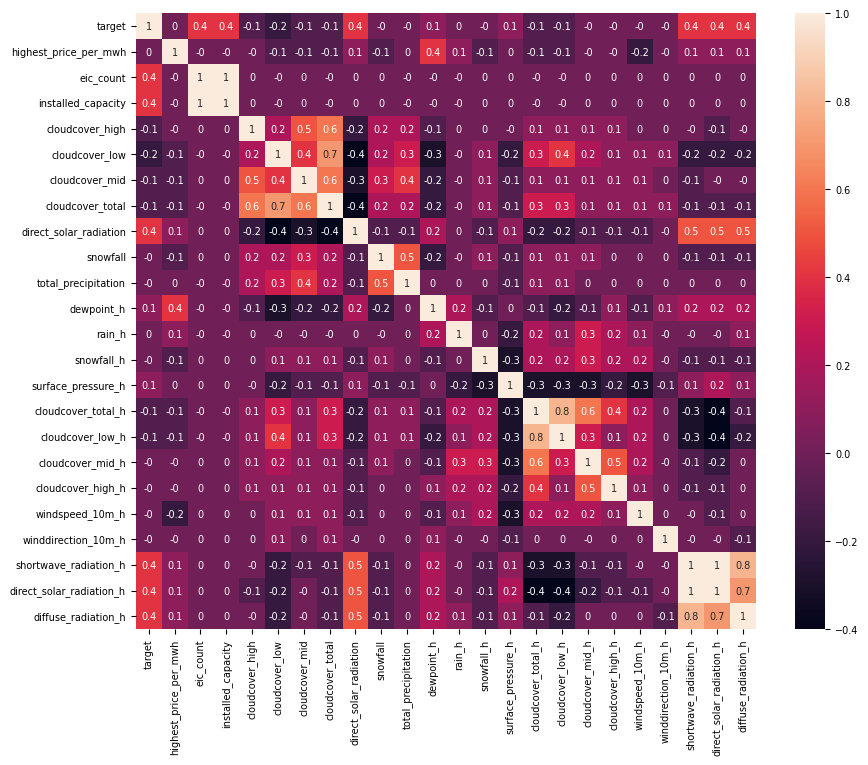 target 1 0 0.4 0.4 -0.1 -0.2 -0.1 -0.1 0.4 -0 -0 0.1 0 -0 0.1 -0.1 -0.1 -0 -0 -0 -0 0.4 0.4 0.4
highest_price_per_mwh 0 1 -0 -0 -0 -0.1 -0.1 -0.1 0.1 -0.1 0 0.4 0.1 -0.1 0 -0.1 -0.1 -0 -0 -0.2 -0 0.1 0.1 0.1
eic_count 0.4 -0 1 1 0 -0 0 -0 0 -0 -0 0 -0 -0 0 -0 -0 0 0 0 0 0 0 0
installed_capacity 0.4 -0 1 1 0 -0 0 -0 0 -0 -0 0 -0 -0 0 -0 -0 0 0 0 0 0 0 0
cloudcover_high -0.1 -0 0 0 1 0.2 0.5 0.6 -0.2 0.2 0.2 -0.1 0 0 -0 0.1 0.1 0.1 0.1 0 0 -0 -0.1 -0
cloudcover_low -0.2 -0.1 -0 -0 0.2 1 0.4 0.7 -0.4 0.2 0.3 -0.3 -0 0.1 -0.2 0.3 0.4 0.2 0.1 0.1 0.1 -0.2 -0.2 -0.2
cloudcover_mid -0.1 -0.1 0 0 0.5 0.4 1 0.6 -0.3 0.3 0.4 -0.2 -0 0.1 -0.1 0.1 0.1 0.1 0.1 0.1 0 -0.1 -0 -0
cloudcover_total -0.1 -0.1 -0 -0 0.6 0.7 0.6 1 -0.4 0.2 0.2 -0.2 -0 0.1 -0.1 0.3 0.3 0.1 0.1 0.1 0.1 -0.1 -0.1 -0.1
direct_solar_radiation 0.4 0.1 0 0 -0.2 -0.4 -0.3 -0.4 1 -0.1 -0.1 0.2 0 -0.1 0.1 -0.2 -0.2 -0.1 -0.1 -0.1 -0 0.5 0.5 0.5
snowfall -0 -0.1 -0 -0 0.2 0.2 0.3 0.2 -0.1 1 0.5 -0.2 -0 0.1 -0.1 0.1 0.1 0.1 0 0 -0 -0.1 -0.1 -0.1
total_precipitation -0 0 -0 -0 0.2 0.3 0.4 0.2 -0.1 0.5 1 0 0 0 -0.1 0.1 0.1 0 0 0 0 -0 -0 -0
dewpoint_h 0.1 0.4 0 0 -0.1 -0.3 -0.2 -0.2 0.2 -0.2 0 1 0.2 -0.1 0 -0.1 -0.2 -0.1 0.1 -0.1 0.1 0.2 0.2 0.2
rain_h 0 0.1 -0 -0 0 -0 -0 -0 0 -0 0 0.2 1 0 -0.2 0.2 0.1 0.3 0.2 0.1 0 -0 -0 0.1
snowfall_h -0 -0.1 -0 -0 0 0.1 0.1 0.1 -0.1 0.1 0 -0.1 0 1 -0.3 0.2 0.2 0.3 0.2 0.2 -0 -0.1 -0.1 -0.1
surface_pressure_h 0.1 0 0 0 -0 -0.2 -0.1 -0.1 0.1 -0.1 -0.1 0 -0.2 -0.3 1 -0.3 -0.3 -0.3 -0.2 -0.3 -0.1 0.1 0.2 0.1
cloudcover_total_h -0.1 -0.1 -0 -0 0.1 0.3 0.1 0.3 -0.2 0.1 0.1 -0.1 0.2 0.2 -0.3 1 0.8 0.6 0.4 0.2 0 -0.3 -0.4 -0.1
cloudcover_low_h -0.1 -0.1 -0 -0 0.1 0.4 0.1 0.3 -0.2 0.1 0.1 -0.2 0.1 0.2 -0.3 0.8 1 0.3 0.1 0.2 0 -0.3 -0.4 -0.2
cloudcover_mid_h -0 -0 0 0 0.1 0.2 0.1 0.1 -0.1 0.1 0 -0.1 0.3 0.3 -0.3 0.6 0.3 1 0.5 0.2 -0 -0.1 -0.2 0
cloudcover_high_h -0 -0 0 0 0.1 0.1 0.1 0.1 -0.1 0 0 0.1 0.2 0.2 -0.2 0.4 0.1 0.5 1 0.1 0 -0.1 -0.1 0
windspeed_10m_h -0 -0.2 0 0 0 0.1 0.1 0.1 -0.1 0 0 -0.1 0.1 0.2 -0.3 0.2 0.2 0.2 0.1 1 0 -0 -0.1 0
winddirection_10m_h -0 -0 0 0 0 0.1 0 0.1 -0 -0 0 0.1 0 -0 -0.1 0 0 -0 0 0 1 -0 -0 -0.1
shortwave_radiation_h 0.4 0.1 0 0 -0 -0.2 -0.1 -0.1 0.5 -0.1 -0 0.2 -0 -0.1 0.1 -0.3 -0.3 -0.1 -0.1 -0 -0 1 1 0.8
direct_solar_radiation_h 0.4 0.1 0 0 -0.1 -0.2 -0 -0.1 0.5 -0.1 -0 0.2 -0 -0.1 0.2 -0.4 -0.4 -0.2 -0.1 -0.1 -0 1 1 0.7
diffuse_radiation_h 0.4 0.1 0 0 -0 -0.2 -0 -0.1 0.5 -0.1 -0 0.2 0.1 -0.1 0.1 -0.1 -0.2 0 0 0 -0.1 0.8 0.7 1
target
highest_price_per_mwh
eic_count
installed_capacity
cloudcover_high
cloudcover_low
cloudcover_mid
cloudcover_total
direct_solar_radiation
snowfall
total_precipitation
dewpoint_h
rain_h
snowfall_h
surface_pressure_h
cloudcover_total_h
cloudcover_low_h
cloudcover_mid_h
cloudcover_high_h
windspeed_10m_h
winddirection_10m_h
shortwave_radiation_h
direct_solar_radiation_h
diffuse_radiation_h
1.0
0.8
0.6
0.4
0.2
0.0
−0.2
−0.4